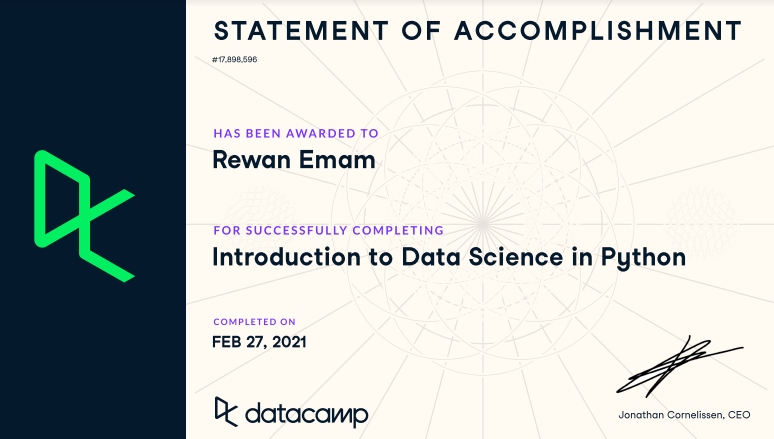 STATEMENT OF ACCOMPLISHMENT
#17,898,596
HAS BEEN AWARDED TO
Rewan Emam
FOR SUCCESSFULLY COMPLETING
Introduction to Data Science in Python
COMPLETED ON
FEB 27, 2021
datacamp
Jonathan Cornelissen, CEO